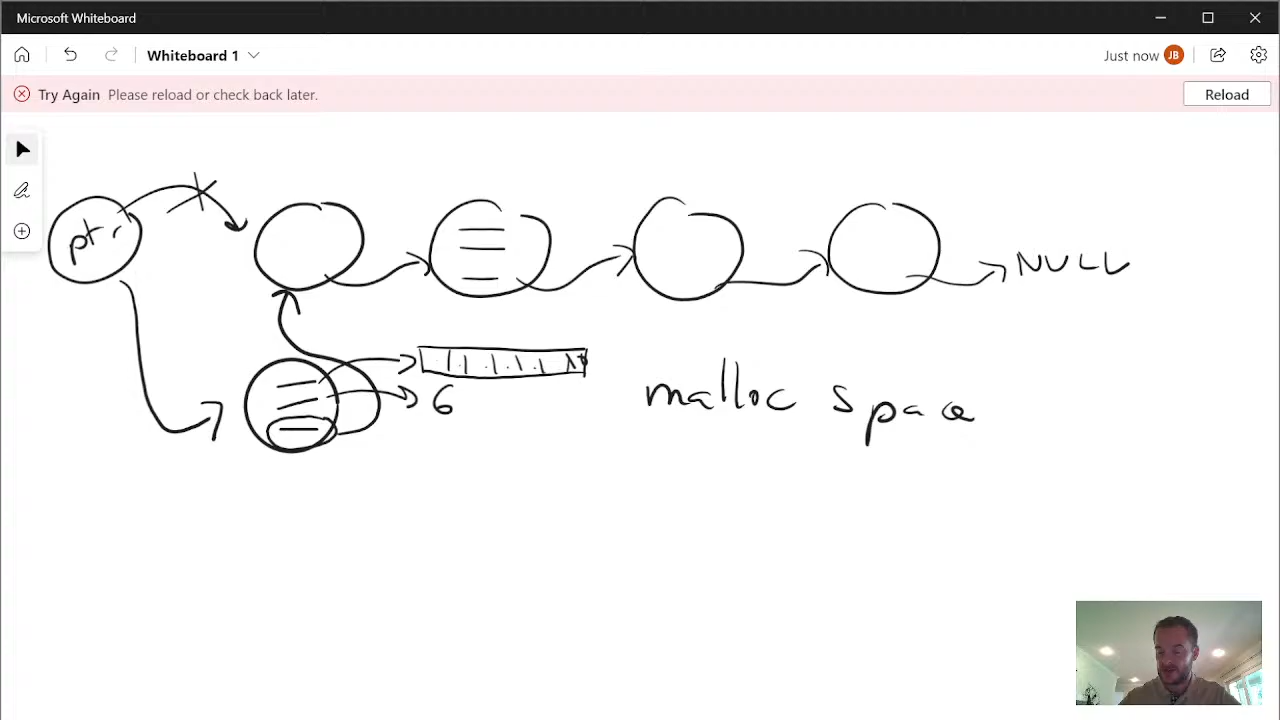 Microsoft Whiteboard
Whiteboard 1
Just now JB
Try Again Please reload or check back later.
Reload
ptr
NULL
6
malloc space